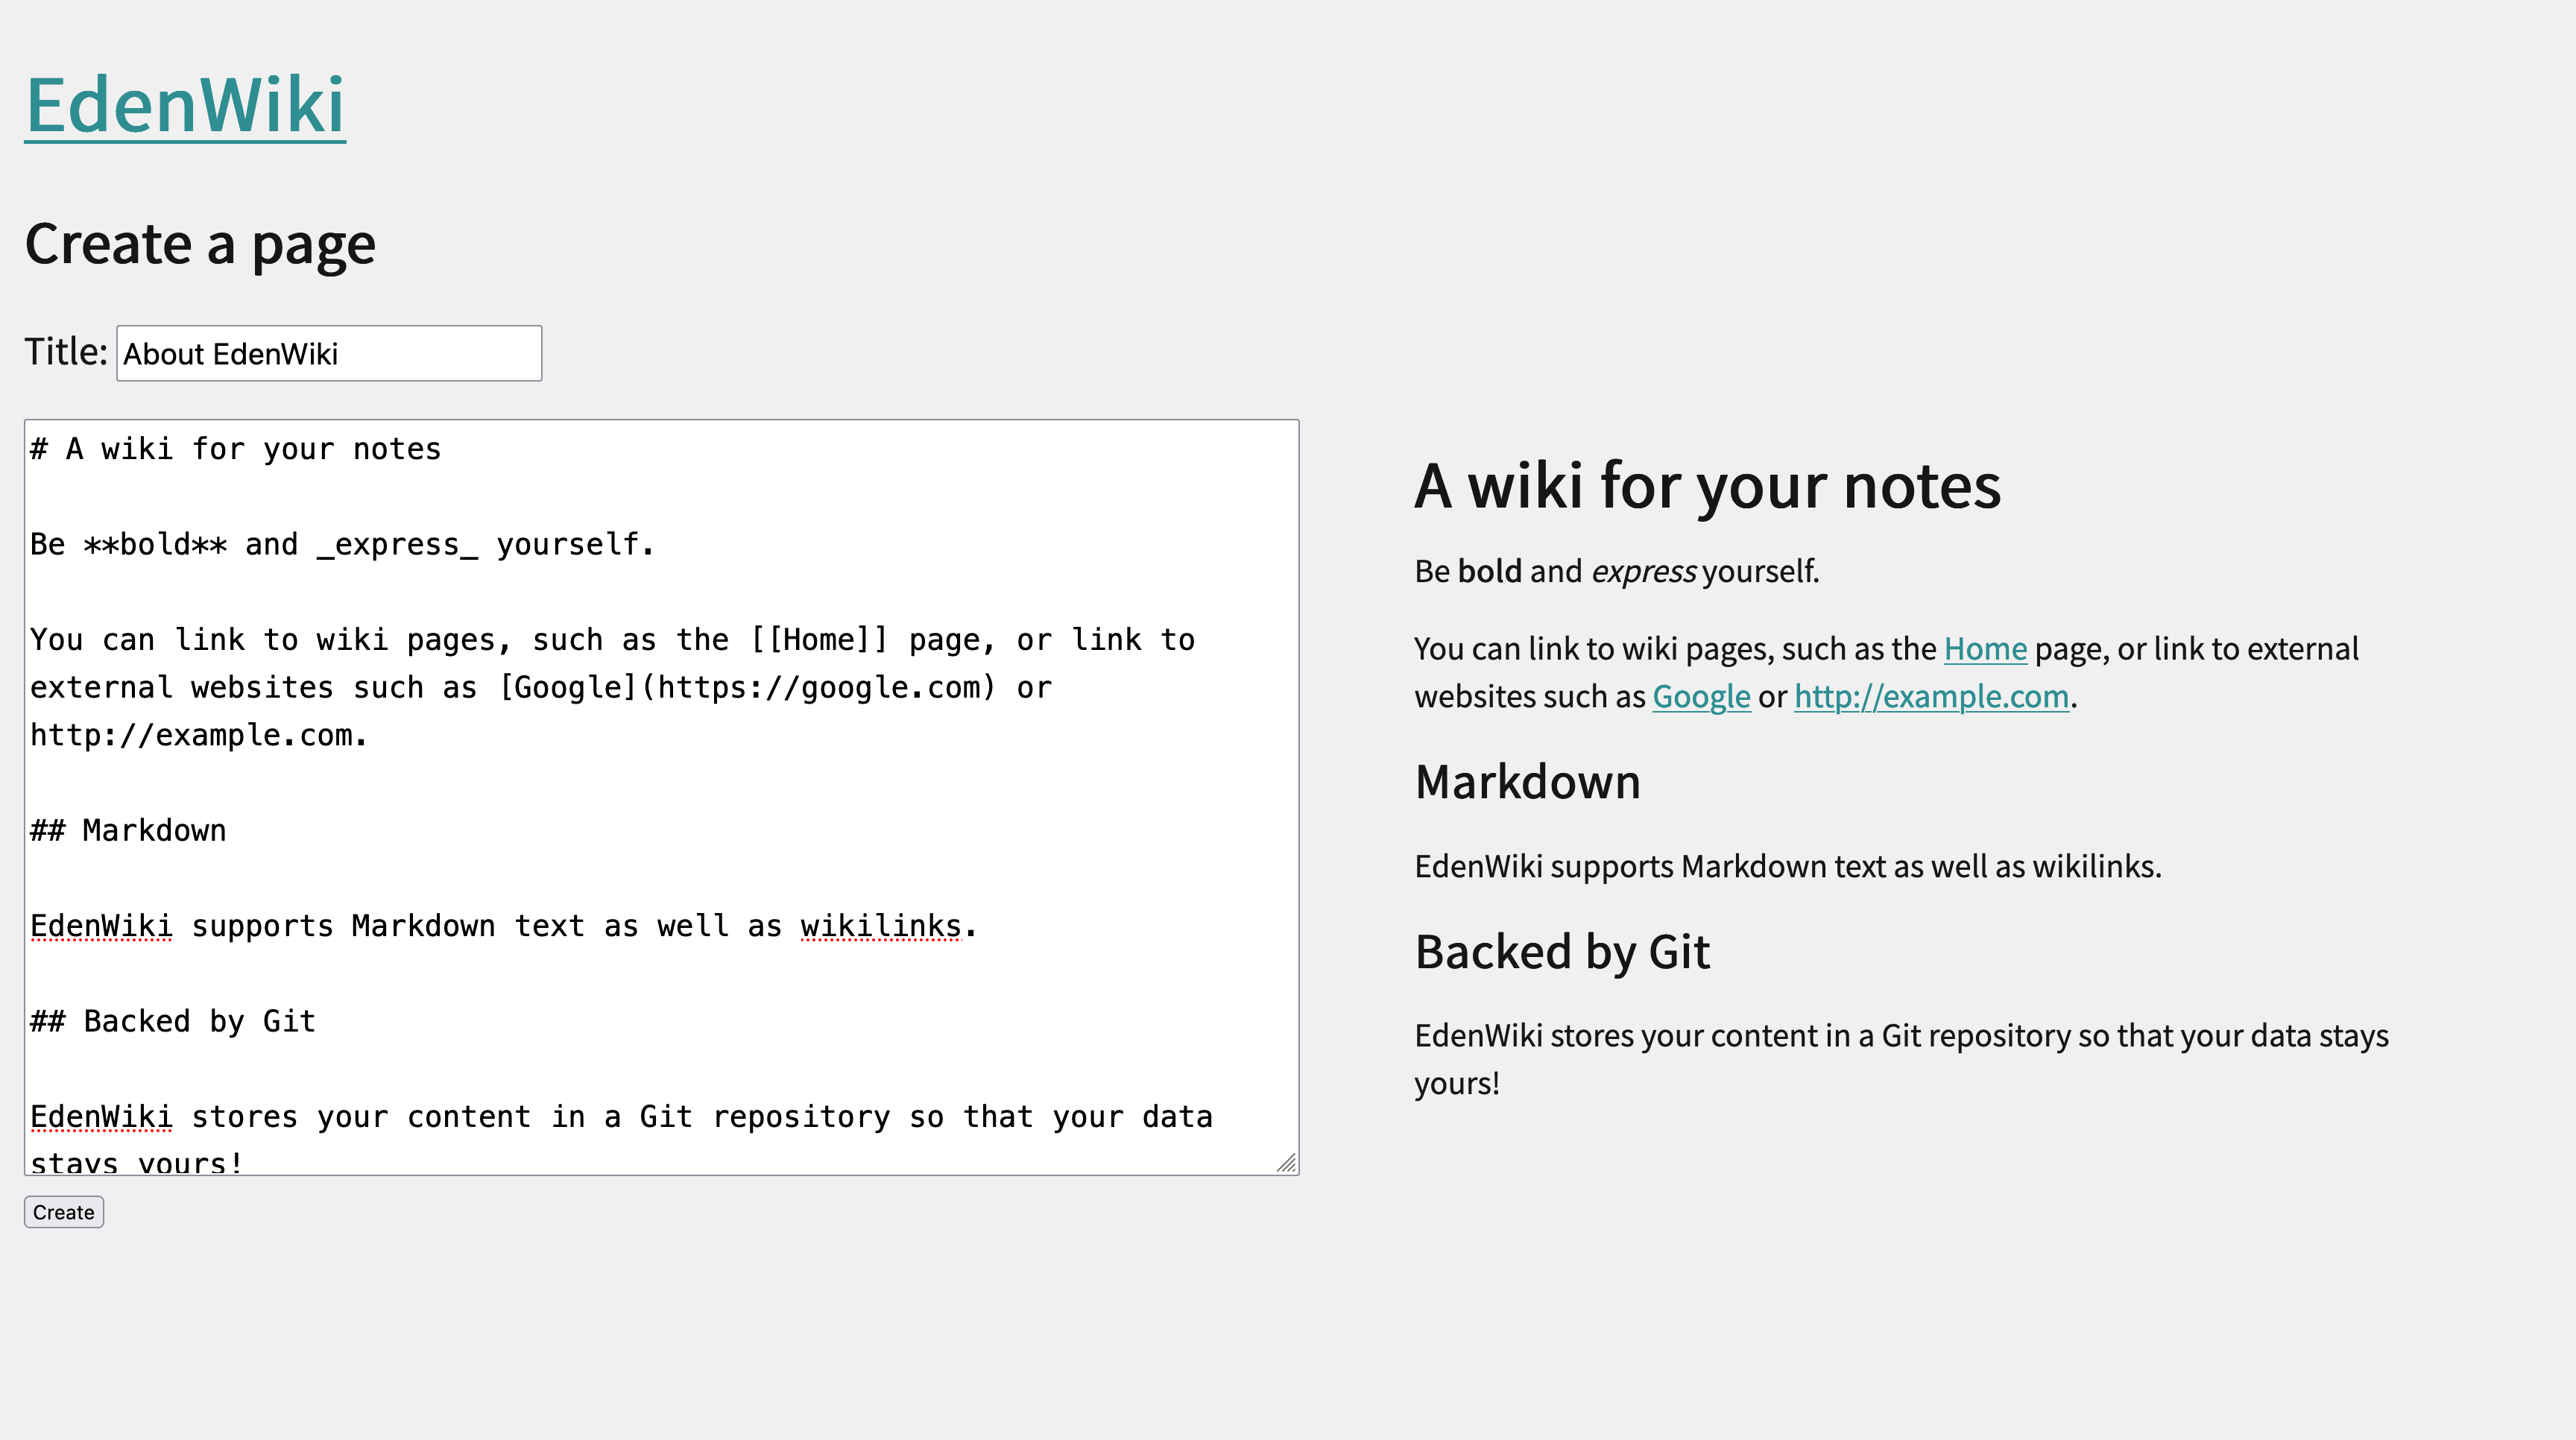 EdenWiki
Create a page
Title: About EdenWiki
# A wiki for your notes
Be **bold** and _express_ yourself.
You can link to wiki pages, such as the [[Home]] page, or link to
external websites such as [Google](https://google.com) or
http://example.com.
## Markdown
EdenWiki supports Markdown text as well as wikilinks.
## Backed by Git
EdenWiki stores your content in a Git repository so that your data
stays yours!
Create
A wiki for your notes
Be bold and express yourself.
You can link to wiki pages, such as the Home page, or link to external
websites such as Google or http://example.com.
Markdown
EdenWiki supports Markdown text as well as wikilinks.
Backed by Git
EdenWiki stores your content in a Git repository so that your data stays
yours!